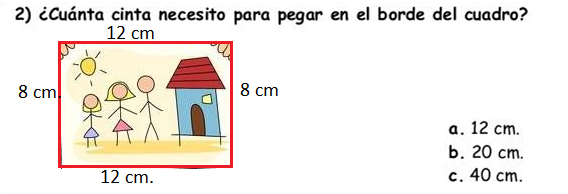 2) ¿Cuánta cinta necesito para pegar en el borde del cuadro?
12 cm
8 cm.
8 cm
12 cm.
a. 12 cm.
b. 20 cm.
c. 40 cm.